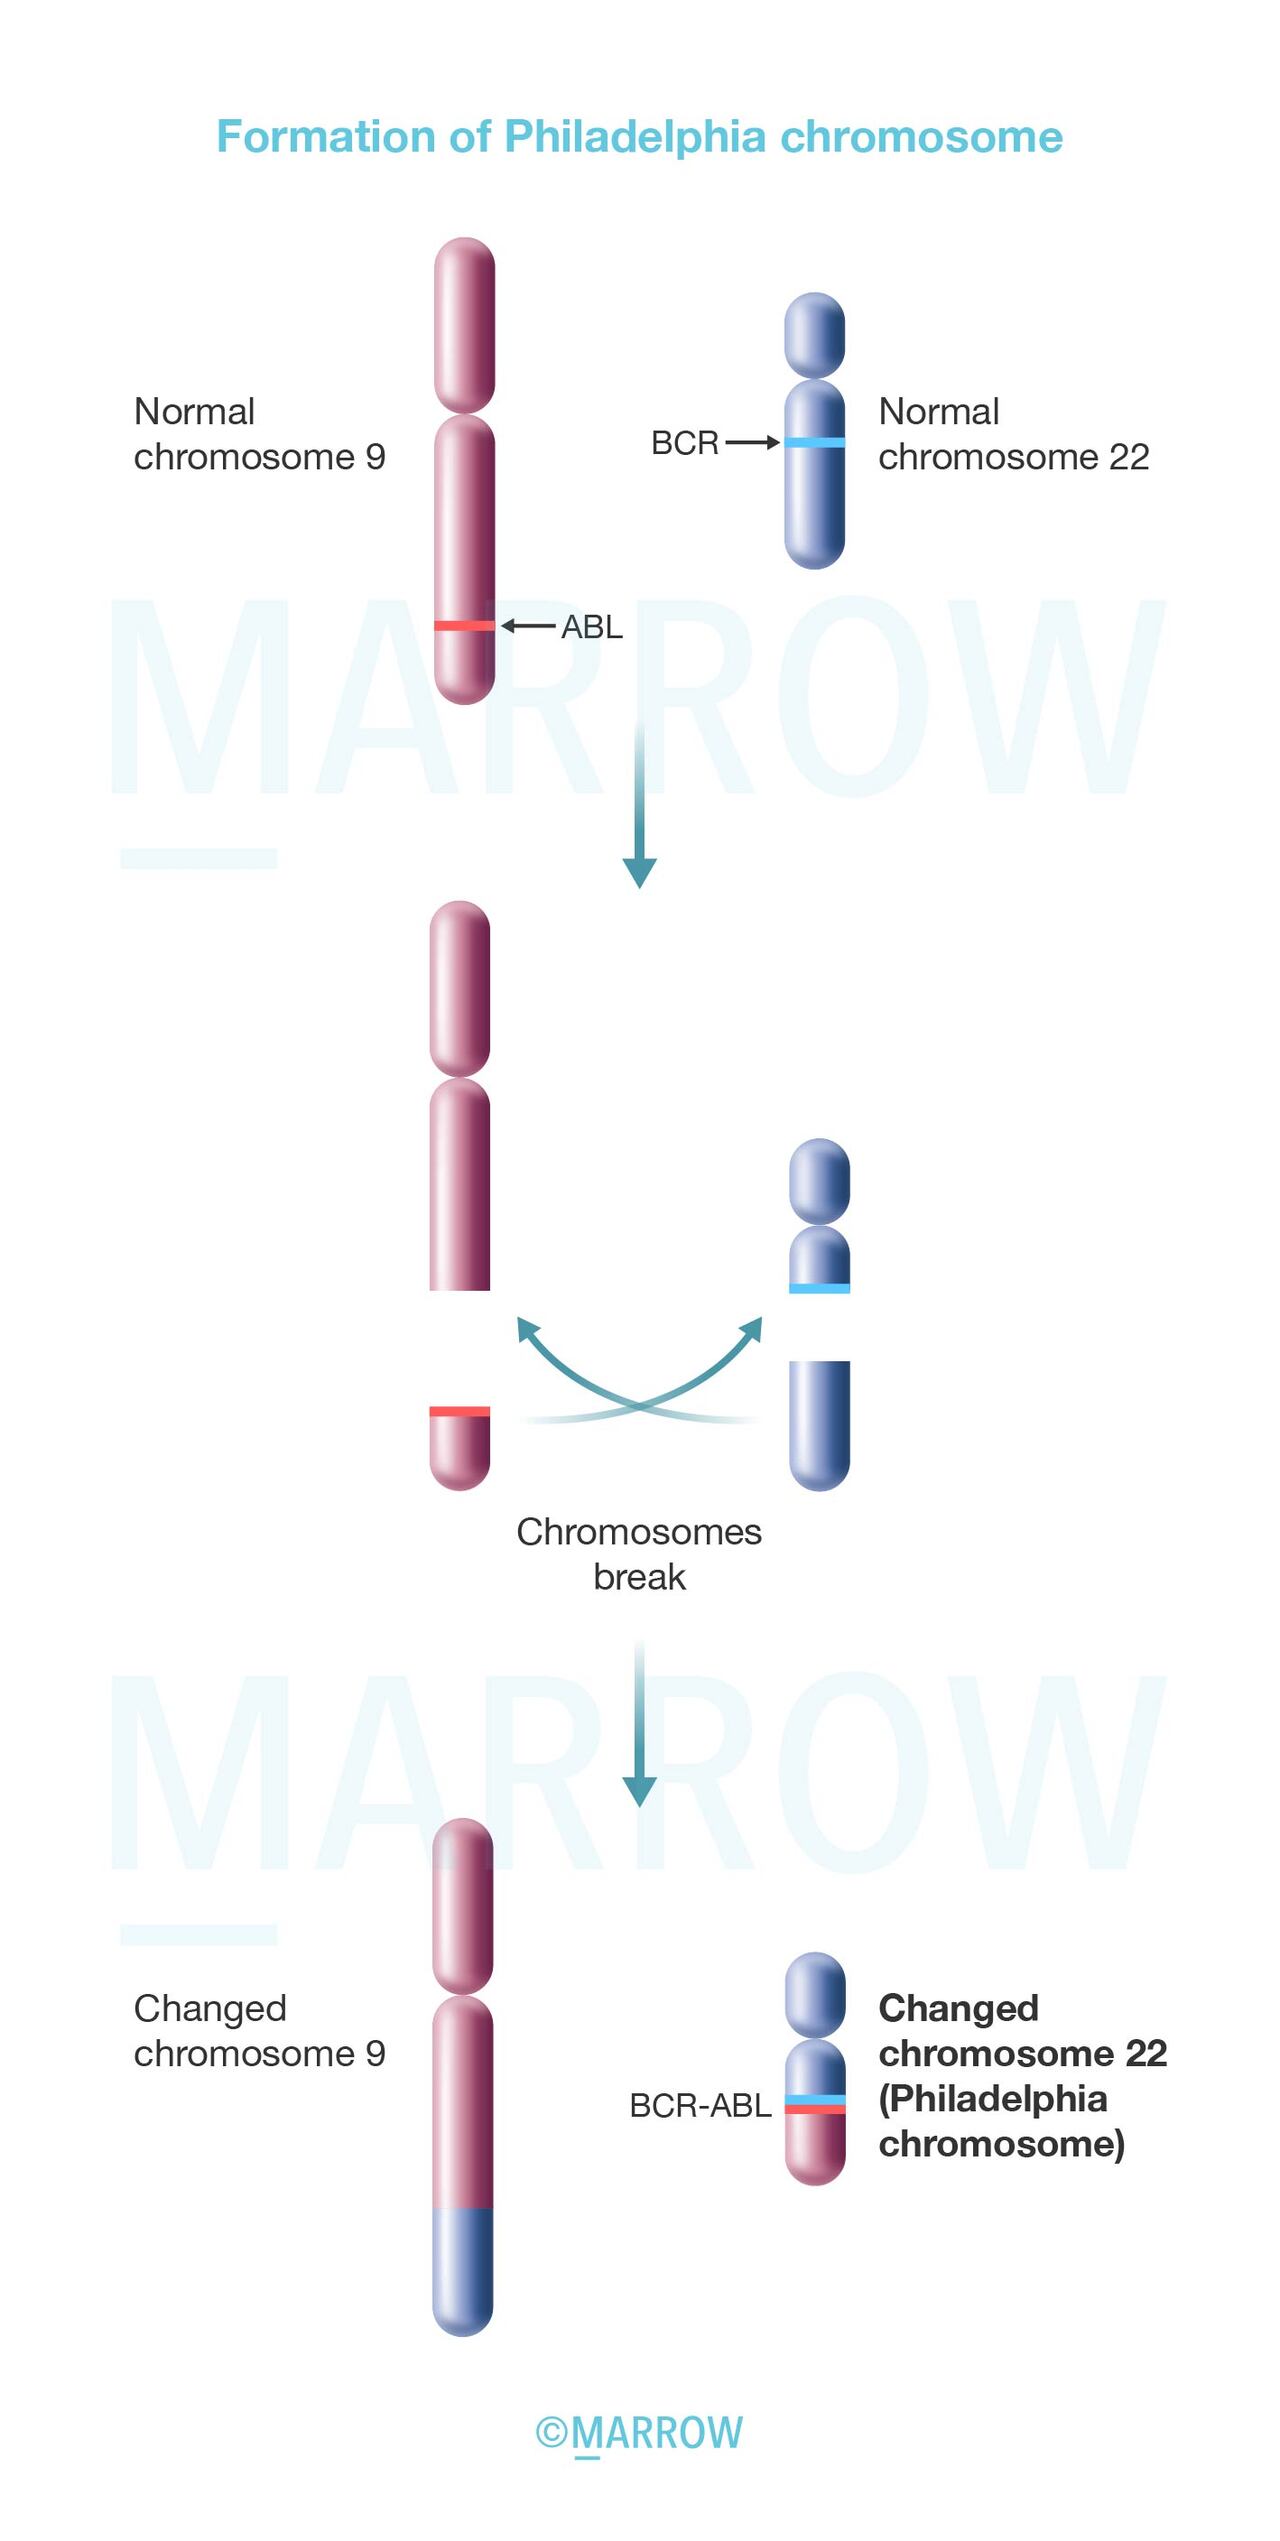 Formation of Philadelphia chromosome
Normal
chromosome 9
BCR
Normal
chromosome 22
ABL
MARROW
Chromosomes
break
MARROW
Changed
chromosome 9
BCR-ABL
Changed
chromosome 22
(Philadelphia
chromosome)
©MARROW